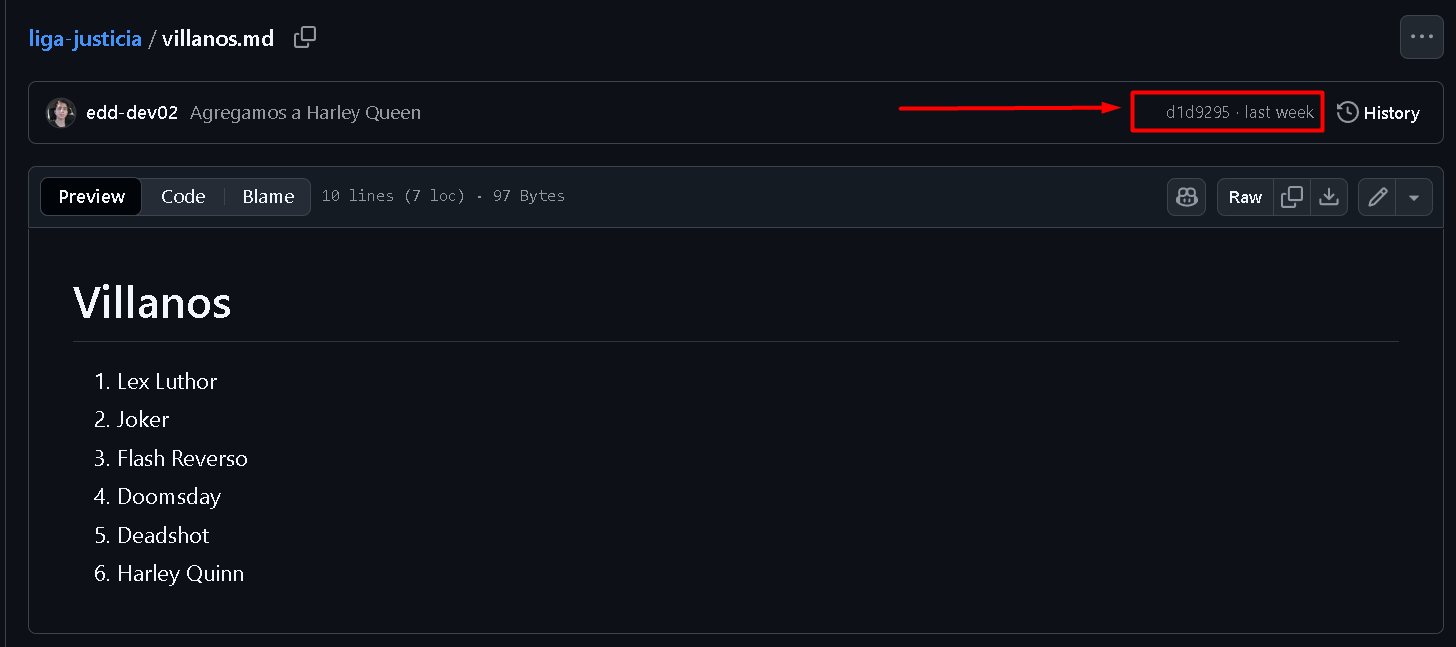 liga-justicia / villanos.md
edd-dev02 Agregamos a Harley Queen d1d9295 · last week History
Preview Code Blame 10 lines (7 loc) · 97 Bytes Raw
Villanos
1. Lex Luthor
2. Joker
3. Flash Reverso
4. Doomsday
5. Deadshot
6. Harley Quinn